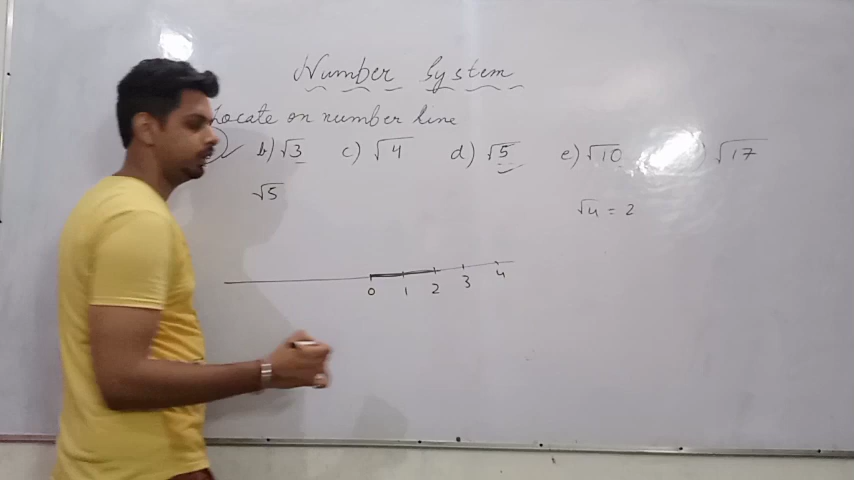 Number System
Locate on number line
b) √3 c) √4 d) √5 e) √10 ) √17
√5
√4 = 2
0 1 2 3 4